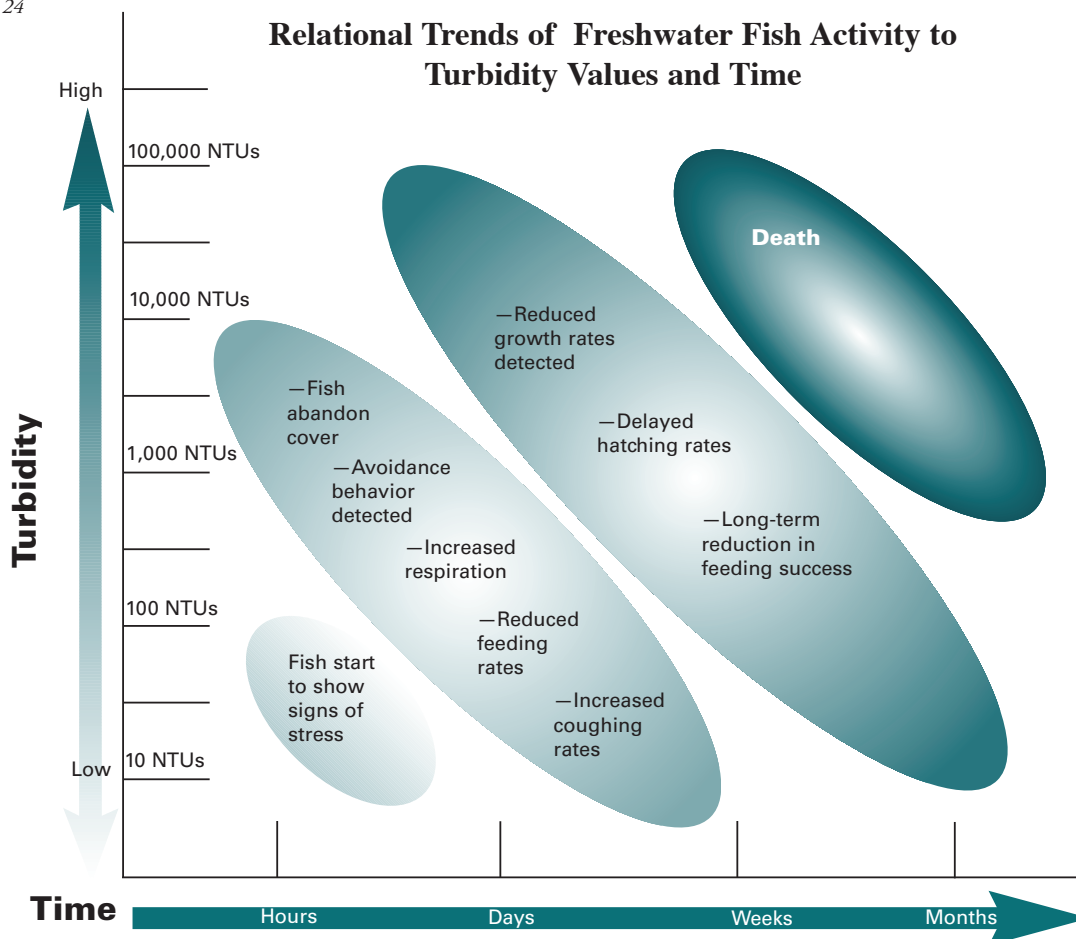 24
Relational Trends of Freshwater Fish Activity to
Turbidity Values and Time
High
100,000 NTUs
10,000 NTUs
1,000 NTUs
100 NTUs
Low
10 NTUs
Turbidity
Death
—Reduced
growth rates
detected
—Delayed
hatching rates
—Long-term
reduction in
feeding success
—Fish
abandon
cover
—Avoidance
behavior
detected
—Increased
respiration
—Reduced
feeding
rates
—Increased
coughing
rates
Fish start
to show
signs of
stress
Time
Hours
Days
Weeks
Months